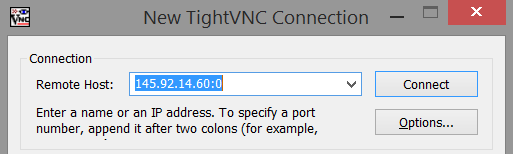 VNC
New TightVNC Connection
Connection
Remote Host: 145.92.14.60:0 Connect
Enter a name or an IP address. To specify a port
number, append it after two colons (for example,
Options...